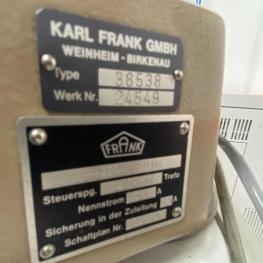 KARL FRANK GMBH
WEINHEIM - BIRKENAU
Type 38538
Werk Nr. 24549
FRANK
Trafo
Steuerspg.
Nennstrom A
Sicherung in der Zuleitung A
Schaltplan Nr.